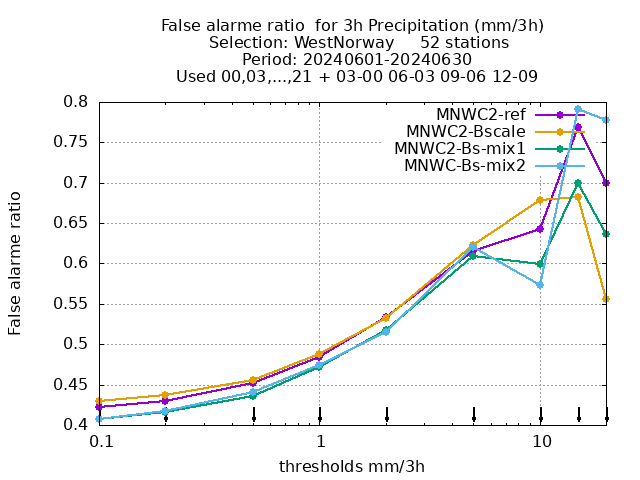 False alarme ratio  for 3h Precipitation (mm/3h)
Selection: WestNorway     52 stations
Period: 20240601-20240630
Used 00,03,...,21 + 03-00 06-03 09-06 12-09
MNWC2-ref
MNWC2-Bscale
MNWC2-Bs-mix1
MNWC-Bs-mix2
0.8
0.75
0.7
0.65
0.6
0.55
0.5
0.45
0.4
False alarme ratio
0.1
1
10
thresholds mm/3h